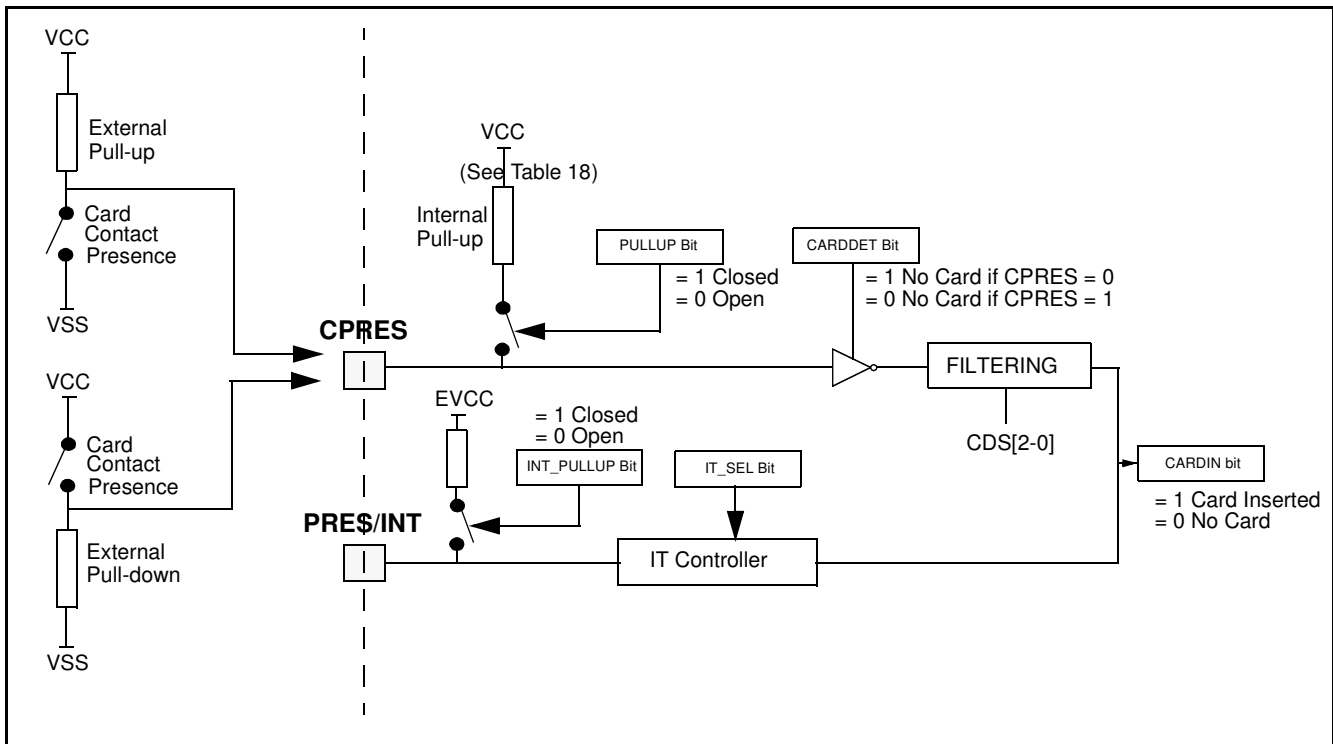 VCC
External
Pull-up
Card
Contact
Presence
VSS
VCC
Card
Contact
Presence
External
Pull-down
VSS
CPRES
VCC
(See Table 18)
Internal
Pull-up
PULLUP Bit
= 1 Closed
= 0 Open
CARDDET Bit
= 1 No Card if CPRES = 0
= 0 No Card if CPRES = 1
FILTERING
CDS[2-0]
EVCC
= 1 Closed
= 0 Open
INT_PULLUP Bit
IT_SEL Bit
CARDIN bit
= 1 Card Inserted
= 0 No Card
PRES/INT
IT Controller